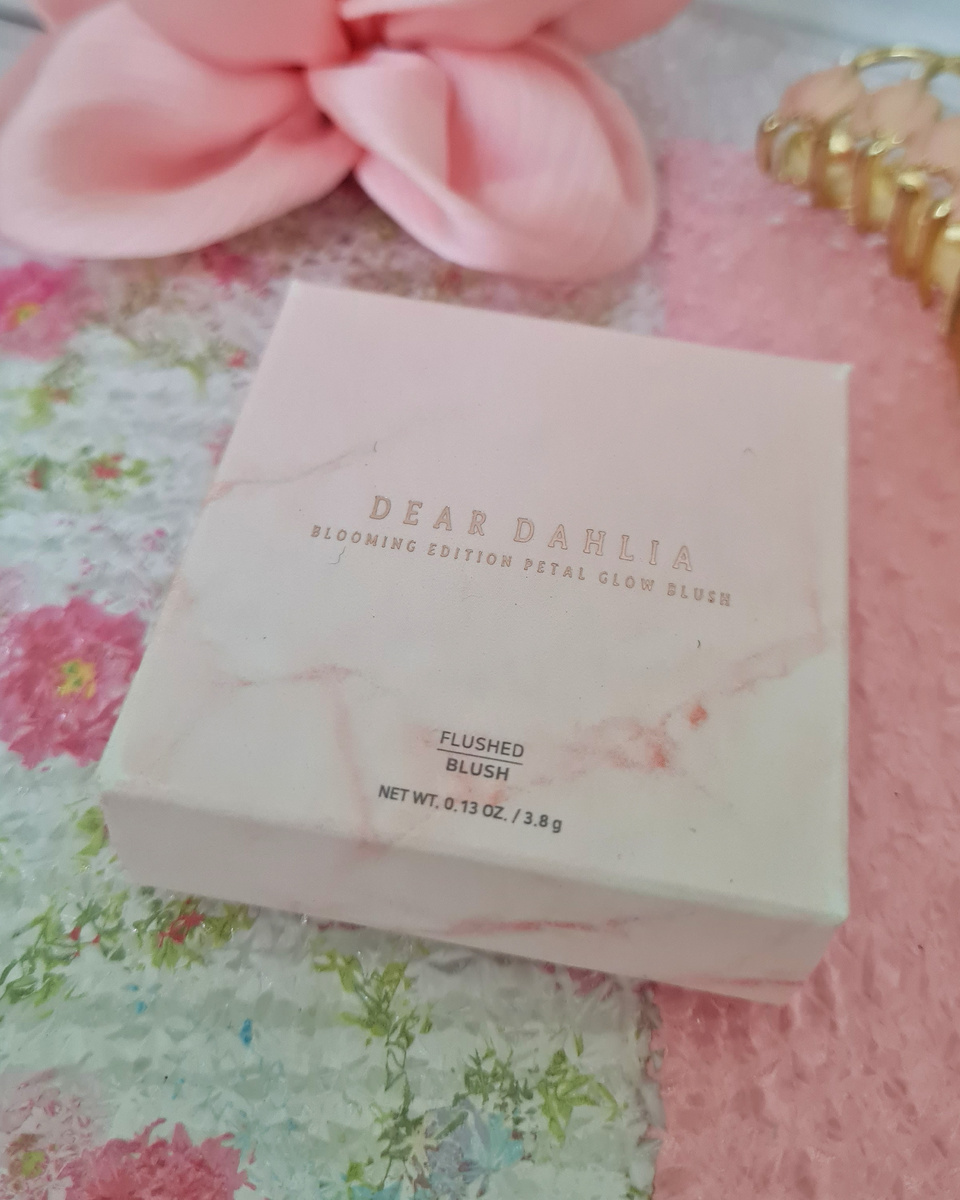 DEAR DAHLIA
BLOOMING EDITION PETAL GLOW BLUSH
FLUSHED
BLUSH
NET WT. 0.13 OZ. / 3.8 g